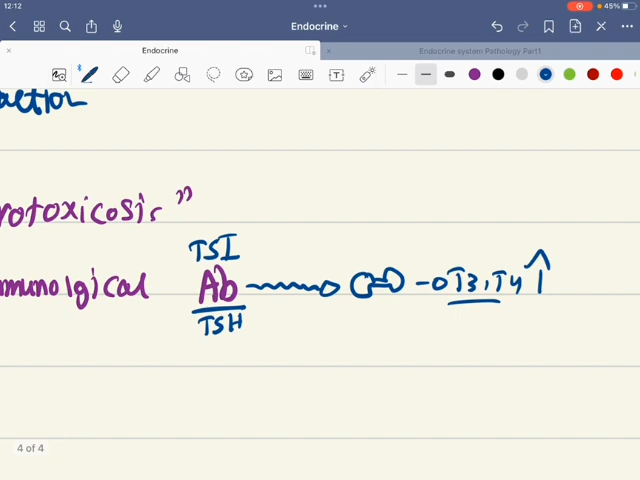 12:12
45%
Endocrine
Endocrine
Endocrine system Pathology Part1
action
rotoxicosis"
TSI
munolgical Ab T3, T4
TSH
4 of 4